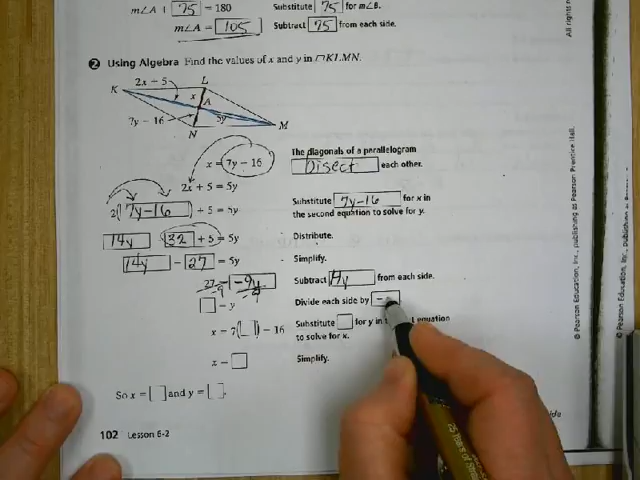 m∠A + 75 = 180 Substitute 75 for m∠B.
m∠A = 105 Subtract 75 from each side.
2 Using Algebra Find the values of x and y in ▱KLMN.
K 2x + 5 L
x A
7y − 16 5y
N M
The diagonals of a parallelogram
x = 7y − 16 bisect each other.
2x + 5 = 5y
2(7y−16) + 5 = 5y Substitute 7y−16 for x in
the second equation to solve for y.
14y 32 + 5 = 5y Distribute.
14y − 27 = 5y Simplify.
−9y Subtract from each side.
= y Divide each side by
x = 7( ) − 16 Substitute for y in equation
to solve for x.
x = Simplify.
So x = and y = .
102 Lesson 6-2
© Pearson Education, Inc., publishing as Pearson Prentice Hall.
All rights